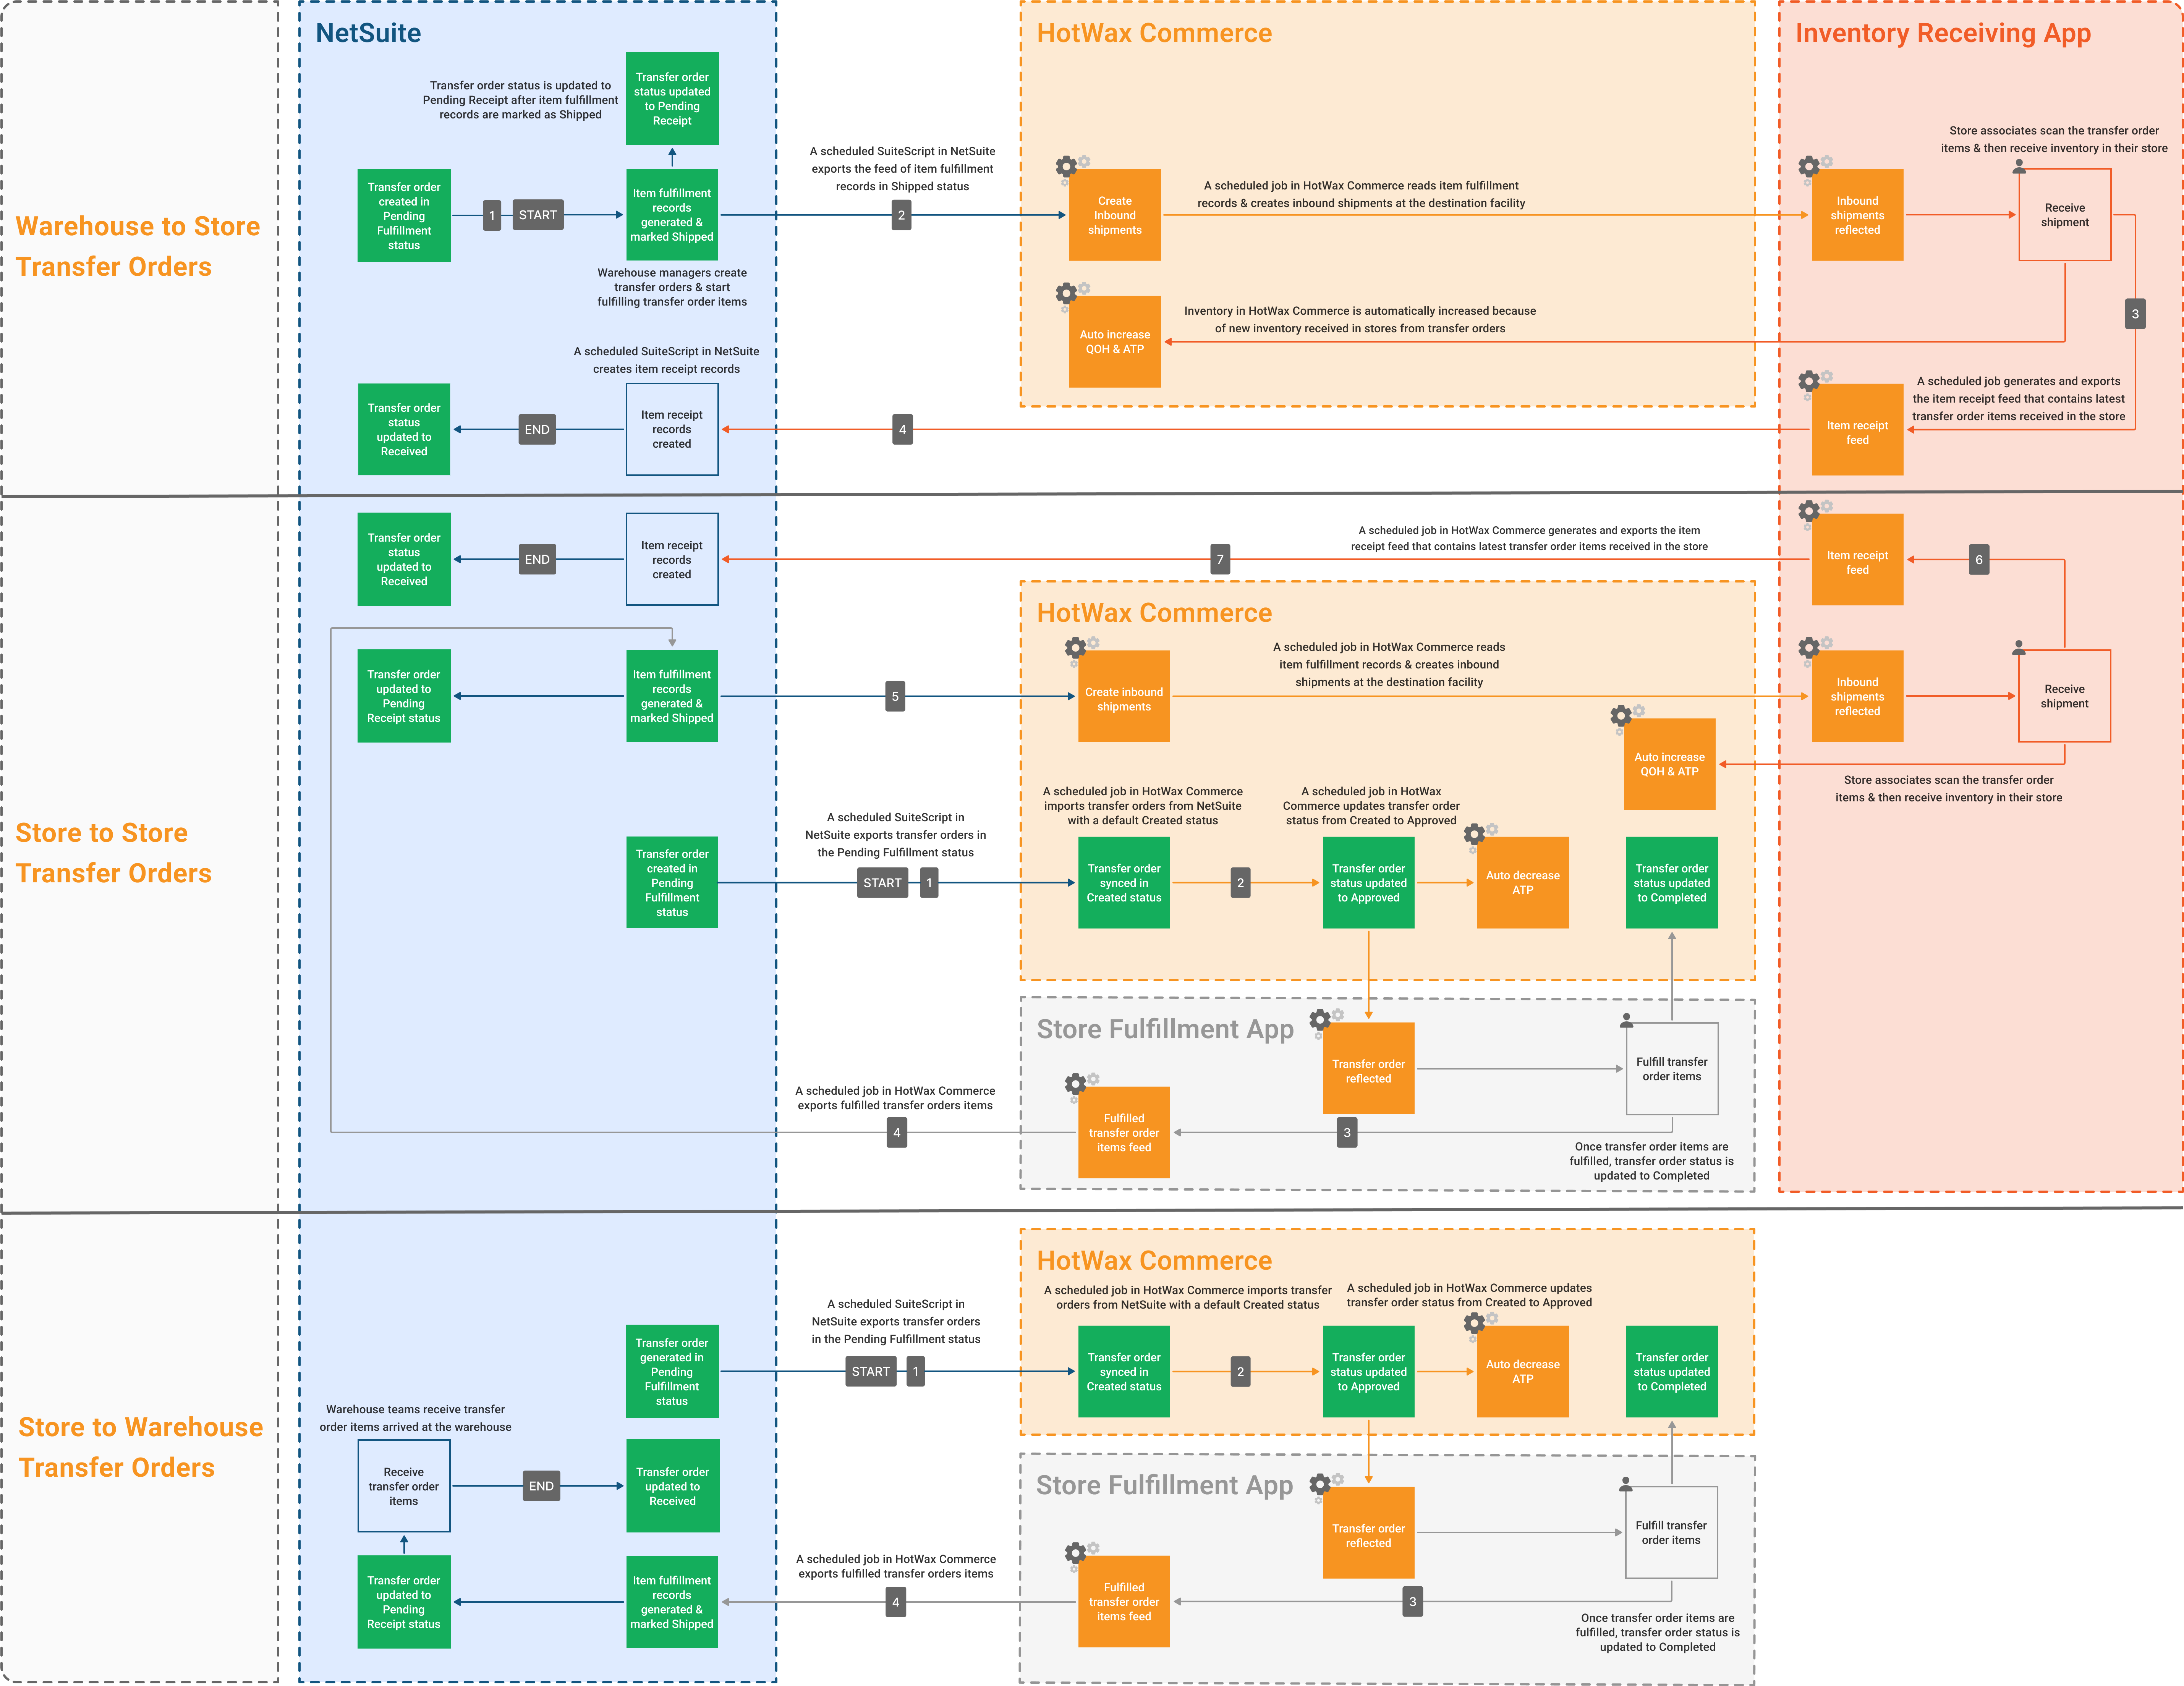 NetSuite
HotWax Commerce
Inventory Receiving App
Warehouse to Store
Transfer Orders
Transfer order status is updated to
Pending Receipt after item fulfillment
records are marked as Shipped
Transfer order
status updated
to Pending
Receipt
Transfer order
created in
Pending
Fulfillment
status
1
START
Item fulfillment
records
generated &
marked Shipped
Warehouse managers create
transfer orders & start
fulfilling transfer order items
A scheduled SuiteScript in NetSuite
exports the feed of item fulfillment
records in Shipped status
2
Create
Inbound
shipments
A scheduled job in HotWax Commerce reads item fulfillment
records & creates inbound shipments at the destination facility
Inbound
shipments
reflected
Store associates scan the transfer order
items & then receive inventory in their store
Receive
shipment
3
Auto increase
QOH & ATP
Inventory in HotWax Commerce is automatically increased because
of new inventory received in stores from transfer orders
A scheduled job generates and exports
the item receipt feed that contains latest
transfer order items received in the store
Item receipt
feed
4
A scheduled SuiteScript in NetSuite
creates item receipt records
Item receipt
records
created
END
Transfer order
status
updated to
Received
Store to Store
Transfer Orders
Transfer order
status
updated to
Received
END
Item receipt
records
created
7
A scheduled job in HotWax Commerce generates and exports the item
receipt feed that contains latest transfer order items received in the store
Item receipt
feed
6
HotWax Commerce
Transfer order
updated to
Pending
Receipt status
Item fulfillment
records
generated &
marked Shipped
5
Create inbound
shipments
A scheduled job in HotWax Commerce reads
item fulfillment records & creates inbound
shipments at the destination facility
Inbound
shipments
reflected
Receive
shipment
Auto increase
QOH & ATP
Store associates scan the transfer order
items & then receive inventory in their store
Transfer order
created in
Pending
Fulfillment
status
A scheduled SuiteScript in
NetSuite exports transfer orders in
the Pending Fulfillment status
START
1
A scheduled job in HotWax Commerce
imports transfer orders from NetSuite
with a default Created status
Transfer order
synced in
Created status
2
A scheduled job in HotWax
Commerce updates transfer order
status from Created to Approved
Transfer order
status updated
to Approved
Auto decrease
ATP
Transfer order
status updated
to Completed
Store Fulfillment App
Transfer order
reflected
Fulfill transfer
order items
A scheduled job in HotWax Commerce
exports fulfilled transfer orders items
4
Fulfilled
transfer order
items feed
3
Once transfer order items are
fulfilled, transfer order status is
updated to Completed
Store to Warehouse
Transfer Orders
HotWax Commerce
A scheduled SuiteScript in
NetSuite exports transfer orders
in the Pending Fulfillment status
Transfer order
generated in
Pending
Fulfillment
status
START
1
A scheduled job in HotWax Commerce imports transfer
orders from NetSuite with a default Created status
Transfer order
synced in
Created status
2
A scheduled job in HotWax Commerce updates
transfer order status from Created to Approved
Transfer order
status updated
to Approved
Auto decrease
ATP
Transfer order
status updated
to Completed
Warehouse teams receive transfer
order items arrived at the warehouse
Receive
transfer order
items
END
Transfer order
updated to
Received
Store Fulfillment App
Transfer order
reflected
Fulfill transfer
order items
Transfer order
updated to
Pending
Receipt status
Item fulfillment
records
generated &
marked Shipped
A scheduled job in HotWax Commerce
exports fulfilled transfer orders items
4
Fulfilled
transfer order
items feed
3
Once transfer order items are
fulfilled, transfer order status is
updated to Completed